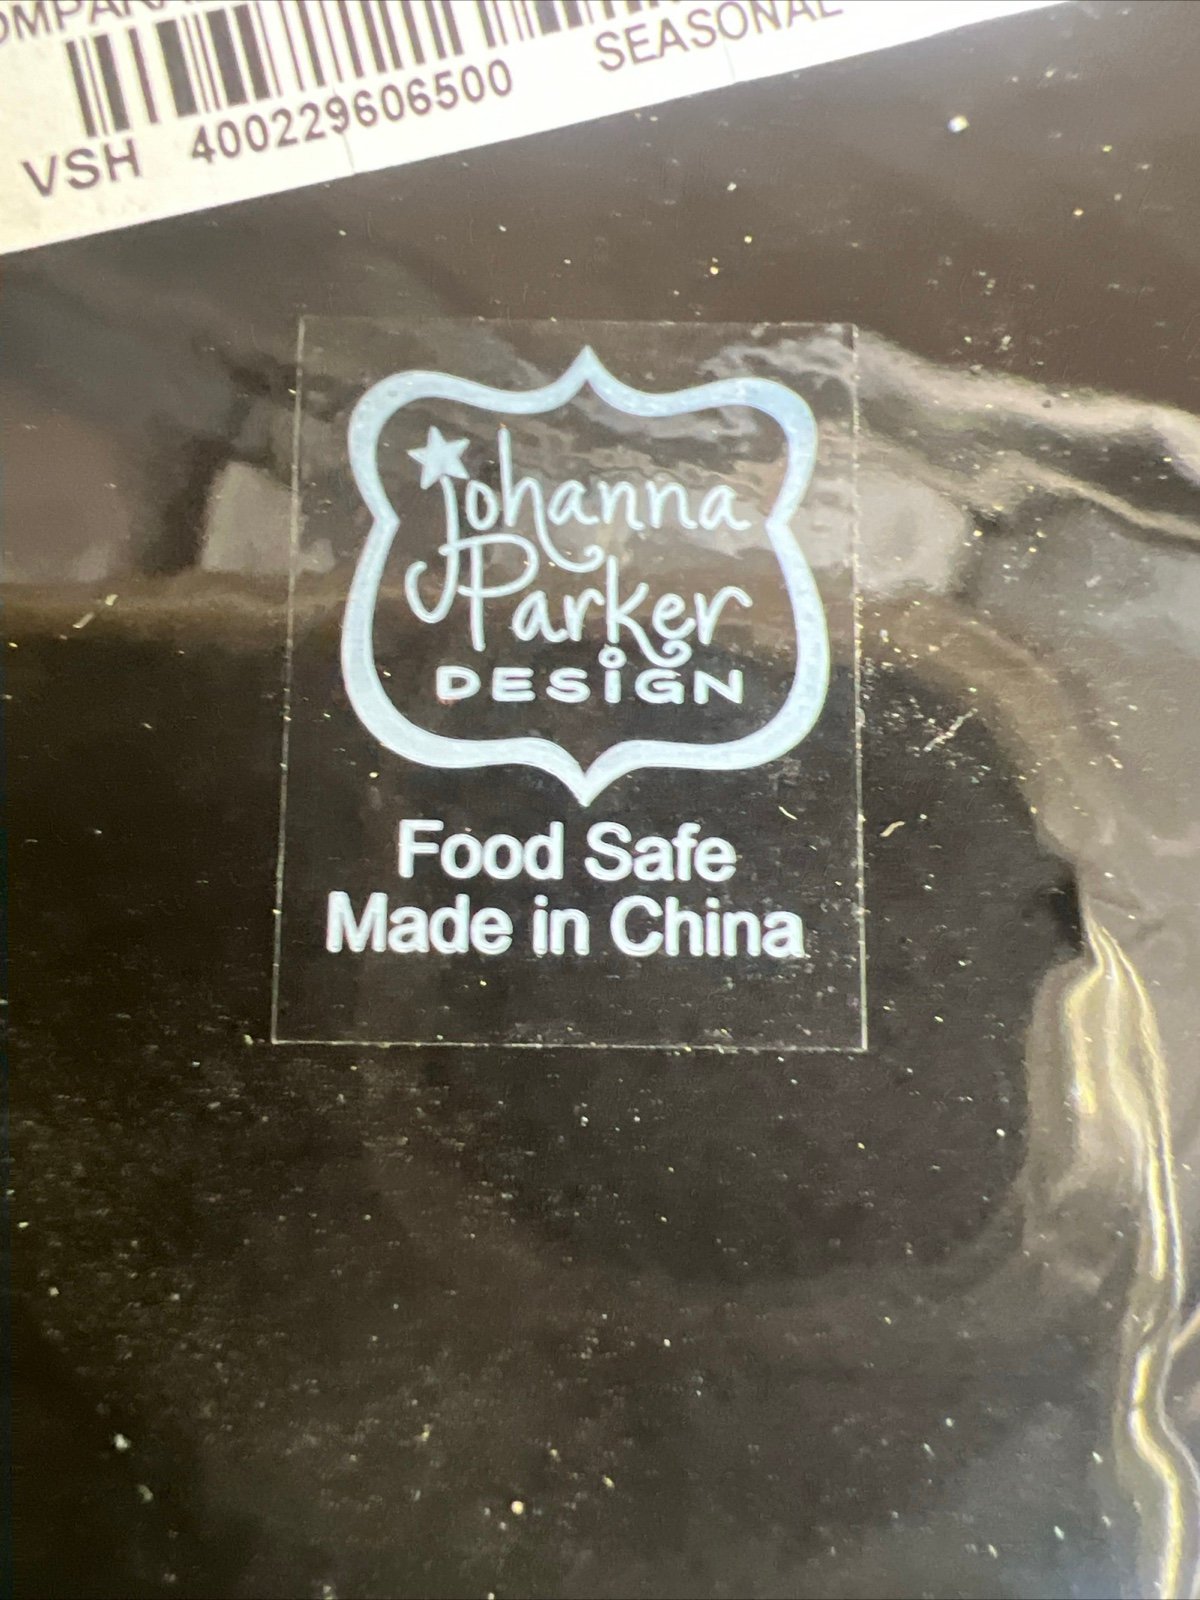 SEASONAL
VSH 400229606500
johanna
Parker
DESiGN
Food Safe
Made in China